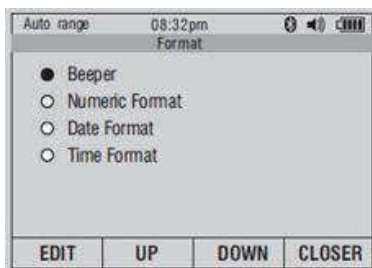 Auto range 08:32pm
Format
Beeper
Numeric Format
Date Format
Time Format
EDIT UP DOWN CLOSER